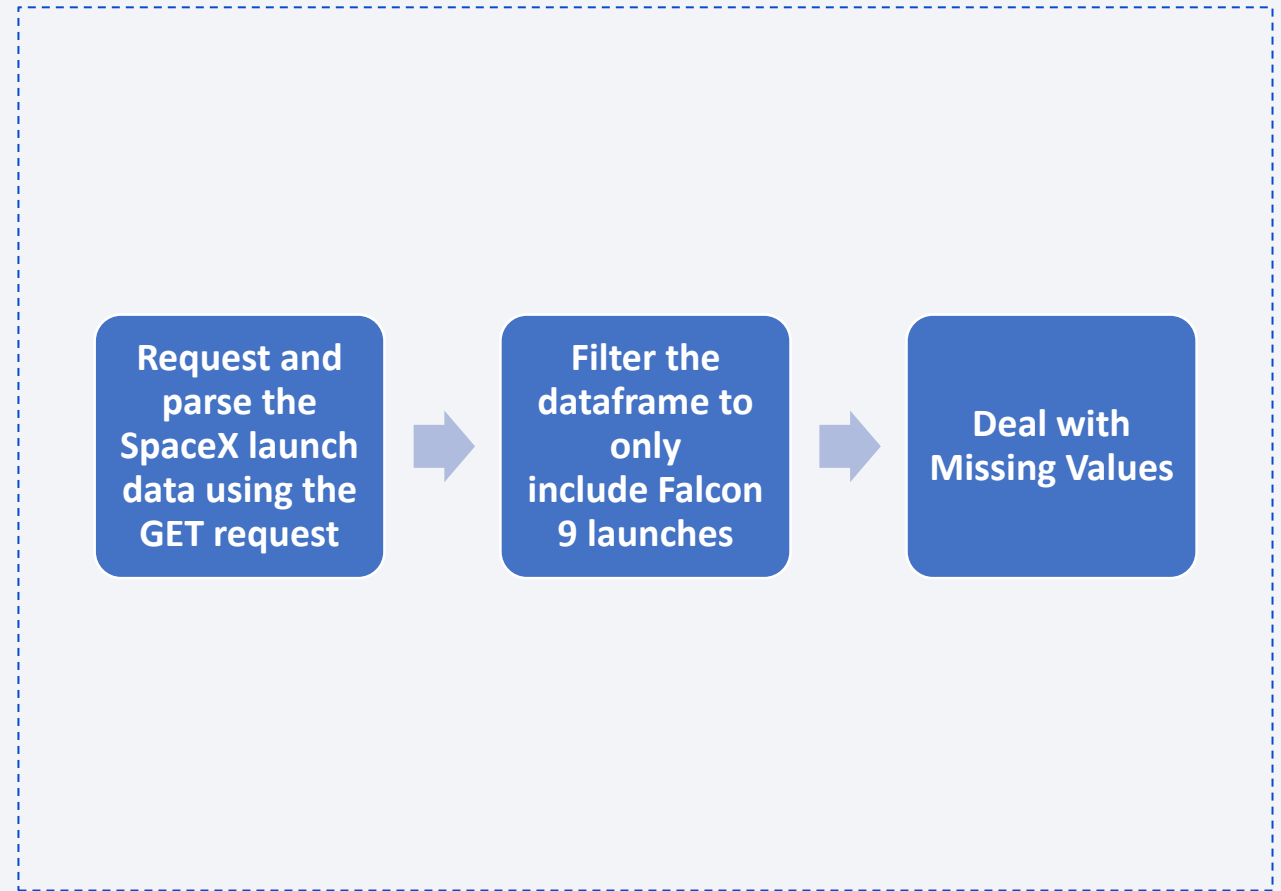 Request and
parse the
SpaceX launch
data using the
GET request
Filter the
dataframe to
only
include Falcon
9 launches
Deal with
Missing Values